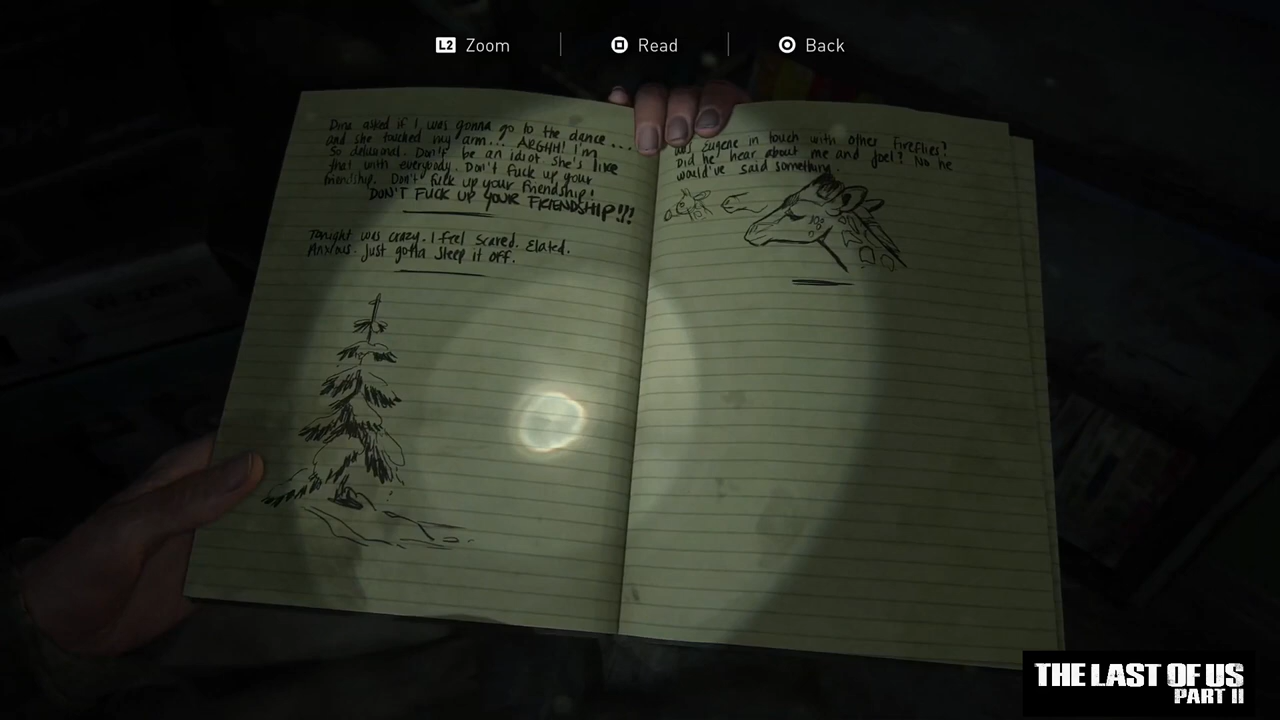 L2 Zoom
Read
Back
Dina asked if I was gonna go to the dance...
and she touched my arm... ARGHH! I'm
so delusional. Don't be an idiot she's like
that with everybody. Don't fuck up your
friendship. Don't fuck up your friendship!
DON'T FUCK UP YOUR FRIENDSHIP!!!
Tonight was crazy. I feel scared. Elated.
Anxious. Just gotta sleep it off.
Was Eugene in touch with other Fireflies?
Did he hear about me and Joel? No he
would've said something.
THE LAST OF US
PART II